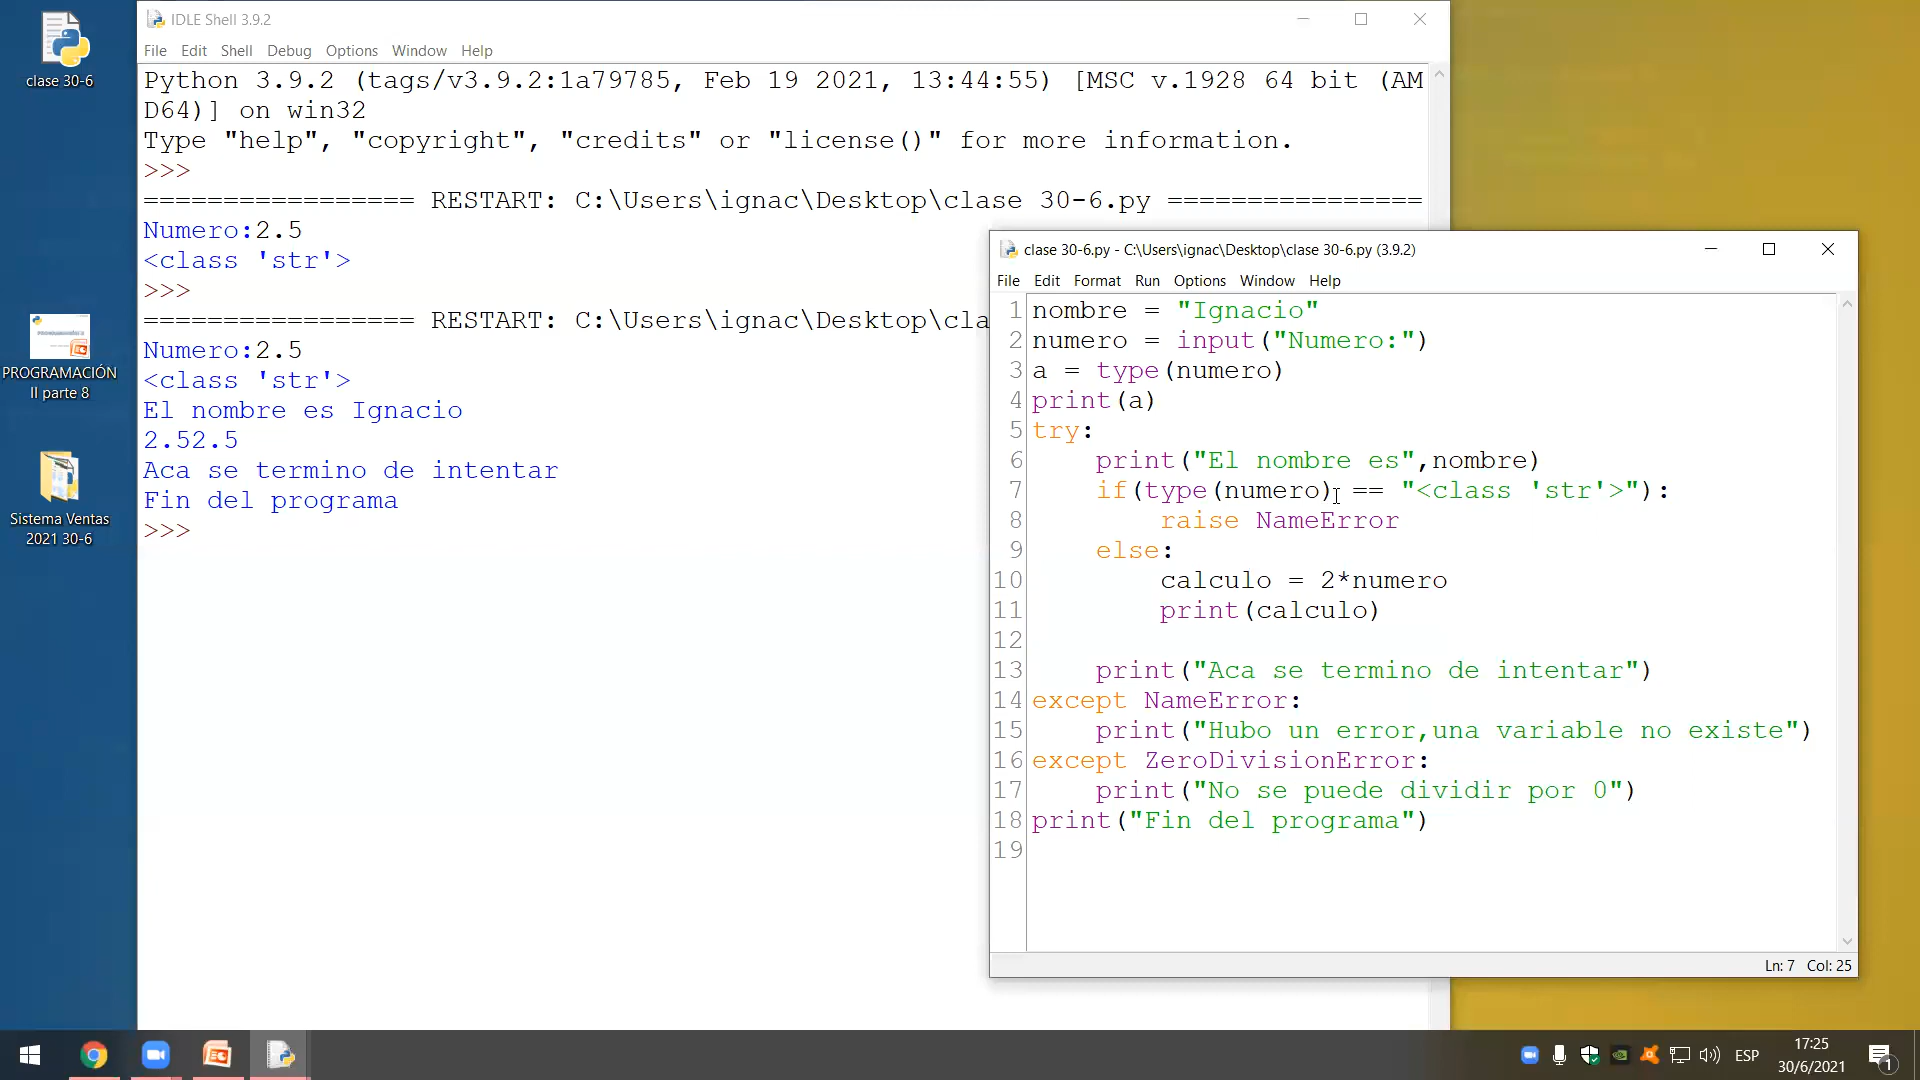 clase 30-6
PROGRAMACIÓN
II parte 8
Sistema Ventas
2021 30-6
IDLE Shell 3.9.2
File Edit Shell Debug Options Window Help
Python 3.9.2 (tags/v3.9.2:1a79785, Feb 19 2021, 13:44:55) [MSC v.1928 64 bit (AM
D64)] on win32
Type "help", "copyright", "credits" or "license()" for more information.
>>>
================= RESTART: C:\Users\ignac\Desktop\clase 30-6.py ================
Numero:2.5
<class 'str'>
>>>
================= RESTART: C:\Users\ignac\Desktop\cla
Numero:2.5
<class 'str'>
El nombre es Ignacio
2.52.5
Aca se termino de intentar
Fin del programa
>>>
clase 30-6.py - C:\Users\ignac\Desktop\clase 30-6.py (3.9.2)
File Edit Format Run Options Window Help
1 nombre = "Ignacio"
2 numero = input("Numero:")
3 a = type(numero)
4 print(a)
5 try:
6     print("El nombre es",nombre)
7     if(type(numero) == "<class 'str'>"):
8         raise NameError
9     else:
10         calculo = 2*numero
11         print(calculo)
12
13     print("Aca se termino de intentar")
14 except NameError:
15     print("Hubo un error,una variable no existe")
16 except ZeroDivisionError:
17     print("No se puede dividir por 0")
18 print("Fin del programa")
19
Ln: 7 Col: 25
ESP
17:25
30/6/2021
1